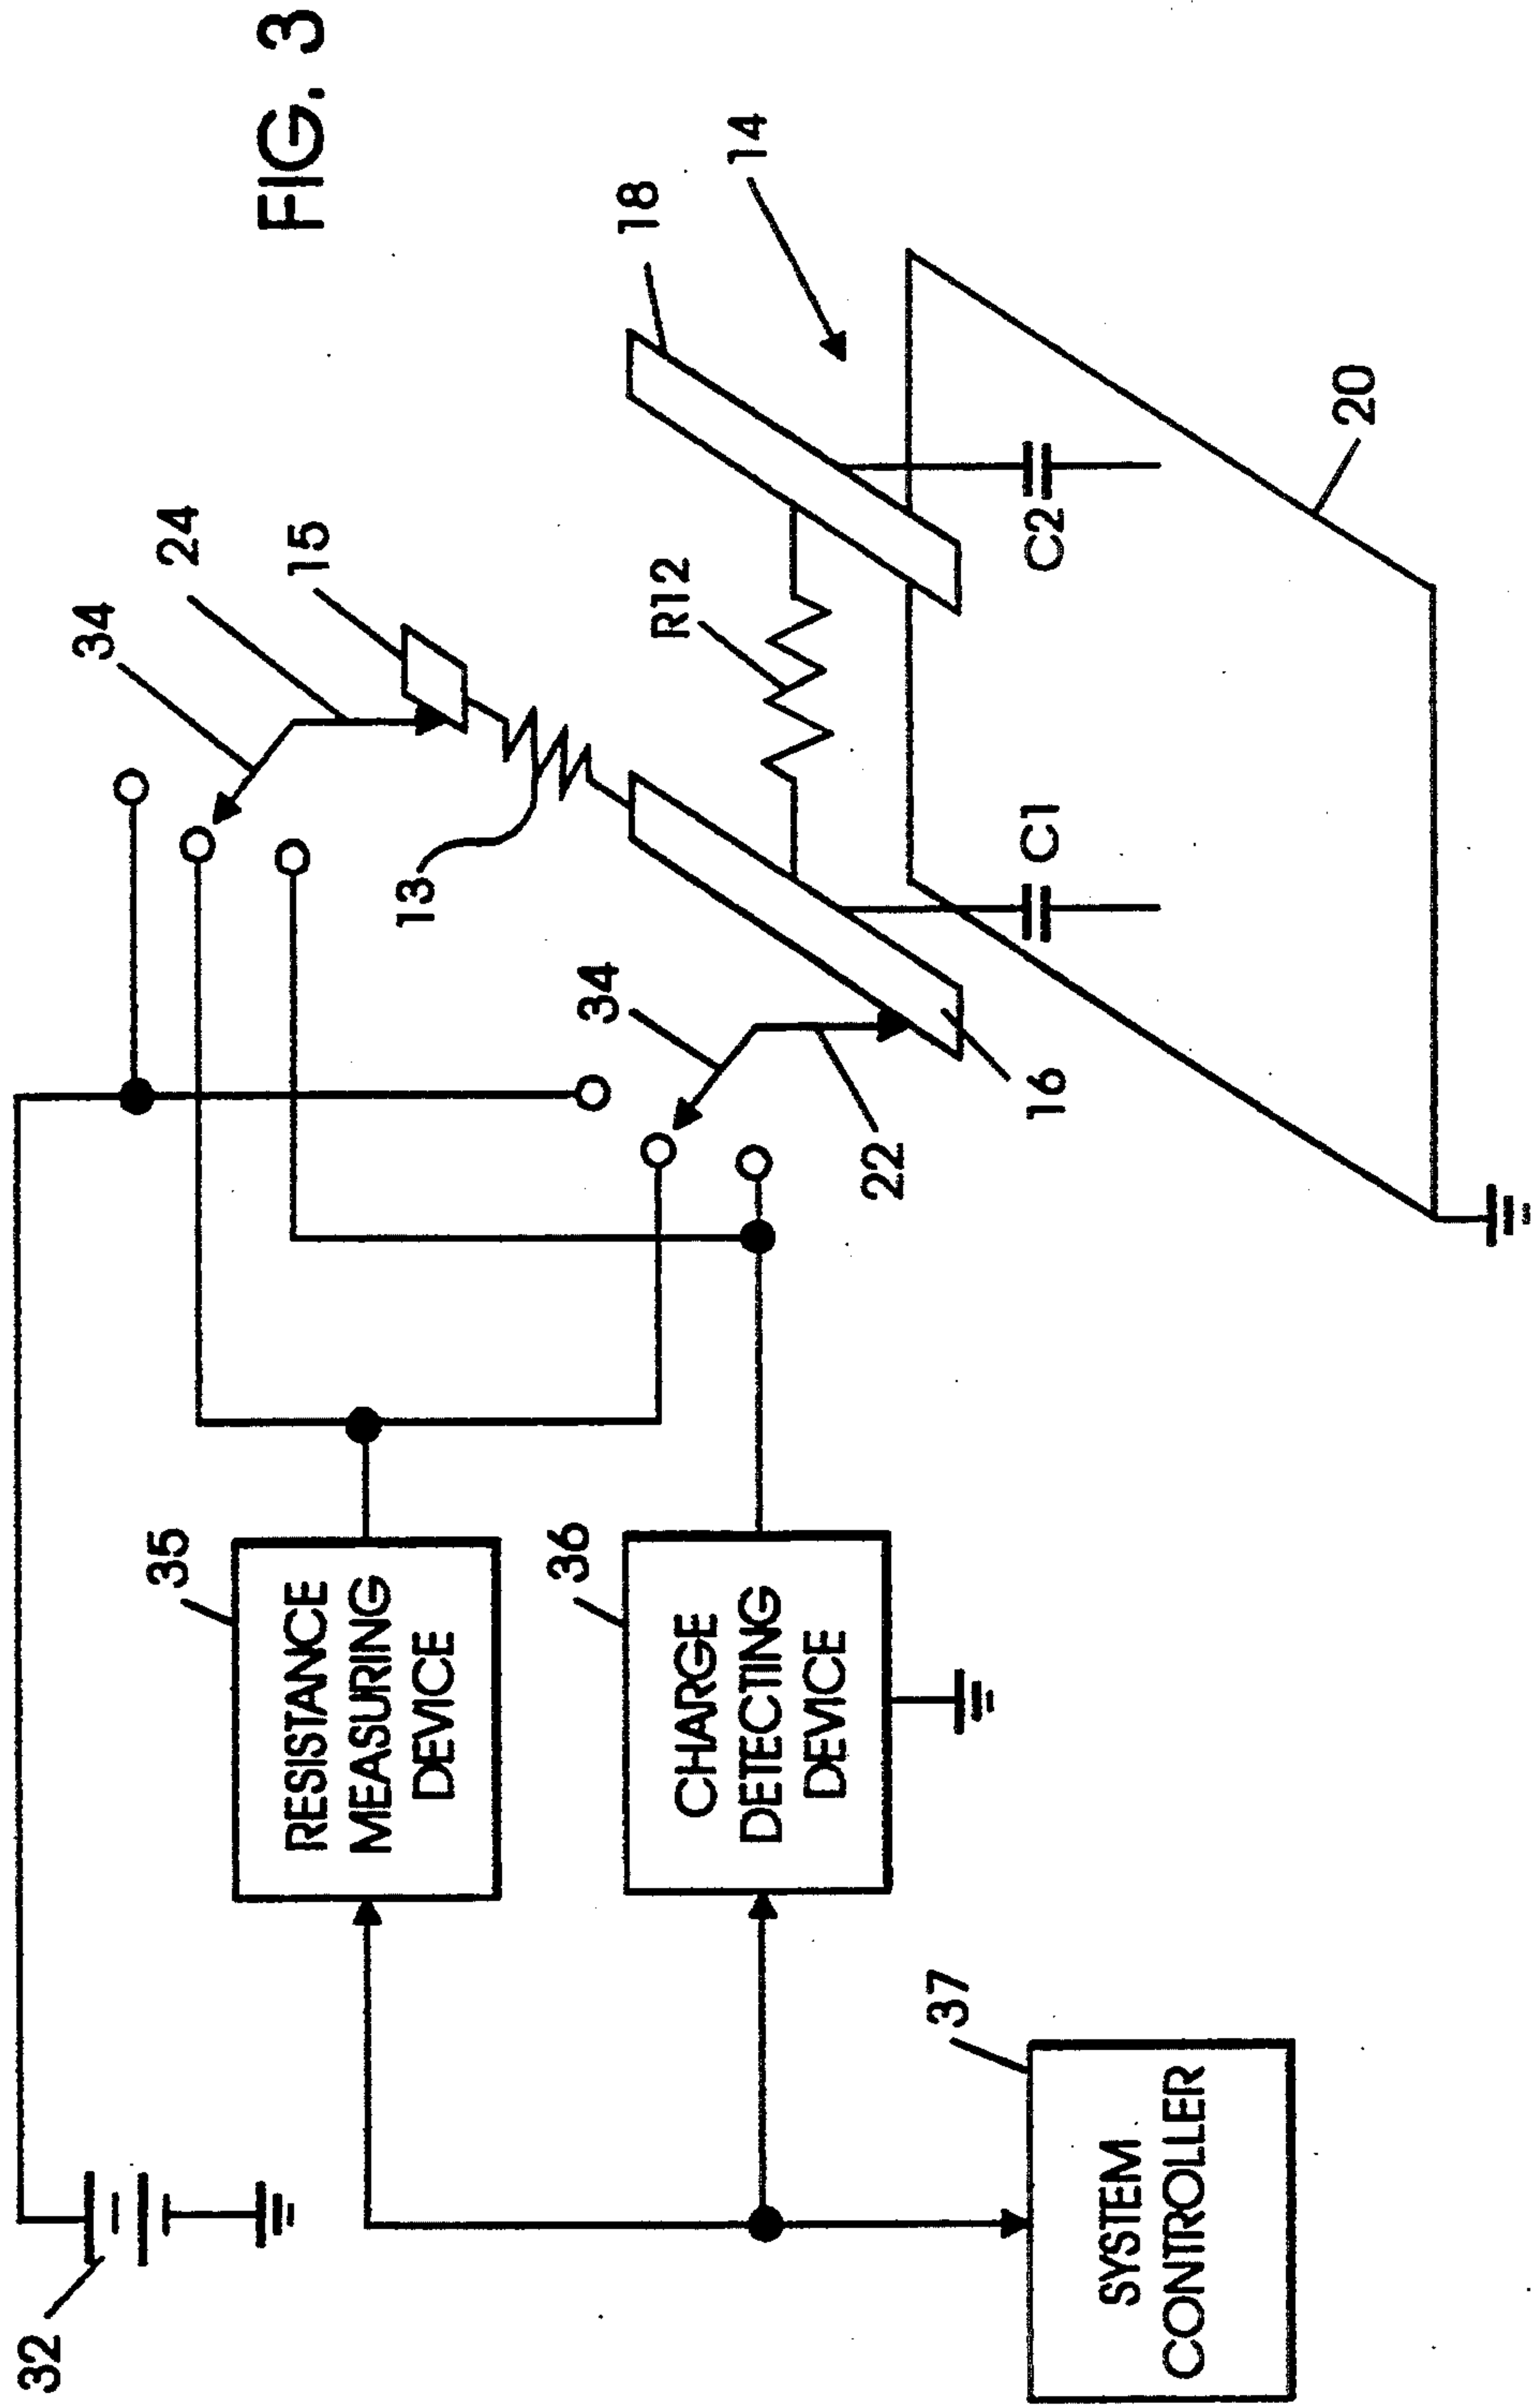 FIG. 3
32
34
24
15
13
34
18
14
R12
35
RESISTANCE
MEASURING
DEVICE
36
CHARGE
DETECTING
DEVICE
22
16
C1
C2
20
37
SYSTEM
CONTROLLER